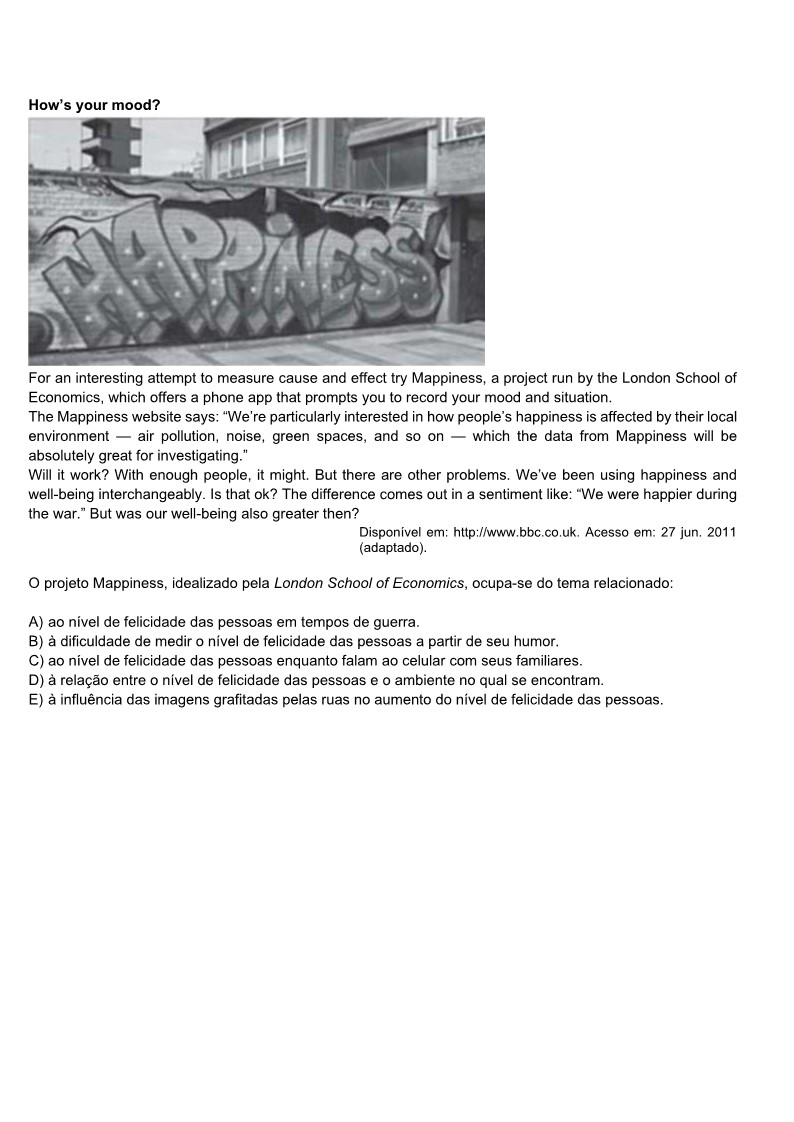 How’s your mood?
HAPPINESS
For an interesting attempt to measure cause and effect try Mappiness, a project run by the London School of
Economics, which offers a phone app that prompts you to record your mood and situation.
The Mappiness website says: “We’re particularly interested in how people’s happiness is affected by their local
environment — air pollution, noise, green spaces, and so on — which the data from Mappiness will be
absolutely great for investigating.”
Will it work? With enough people, it might. But there are other problems. We’ve been using happiness and
well-being interchangeably. Is that ok? The difference comes out in a sentiment like: “We were happier during
the war.” But was our well-being also greater then?
Disponível em: http://www.bbc.co.uk. Acesso em: 27 jun. 2011
(adaptado).
O projeto Mappiness, idealizado pela London School of Economics, ocupa-se do tema relacionado:
A) ao nível de felicidade das pessoas em tempos de guerra.
B) à dificuldade de medir o nível de felicidade das pessoas a partir de seu humor.
C) ao nível de felicidade das pessoas enquanto falam ao celular com seus familiares.
D) à relação entre o nível de felicidade das pessoas e o ambiente no qual se encontram.
E) à influência das imagens grafitadas pelas ruas no aumento do nível de felicidade das pessoas.